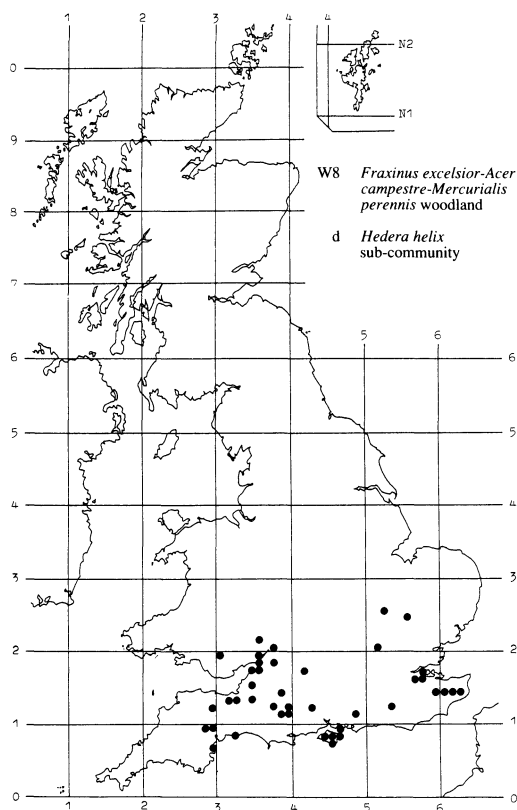 1 2 3 4
4
0
9
8
7
N2
N1
W8 Fraxinus excelsior-Acer
campestre-Mercurialis
perennis woodland
d Hedera helix
sub-community
5 6
6 6
5 5
4 4
3 3
2 2
1 1
0 0
1 2 3 4 5 6